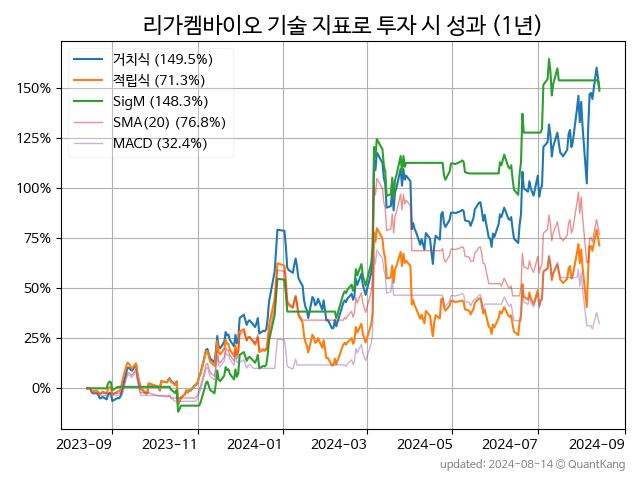 리가켐바이오 기술 지표로 투자 시 성과 (1년)
거치식 (149.5%)
적립식 (71.3%)
SigM (148.3%)
SMA(20) (76.8%)
MACD (32.4%)
150%
125%
100%
75%
50%
25%
0%
2023-09 2023-11 2024-01 2024-03 2024-05 2024-07 2024-09
updated: 2024-08-14 © QuantKang